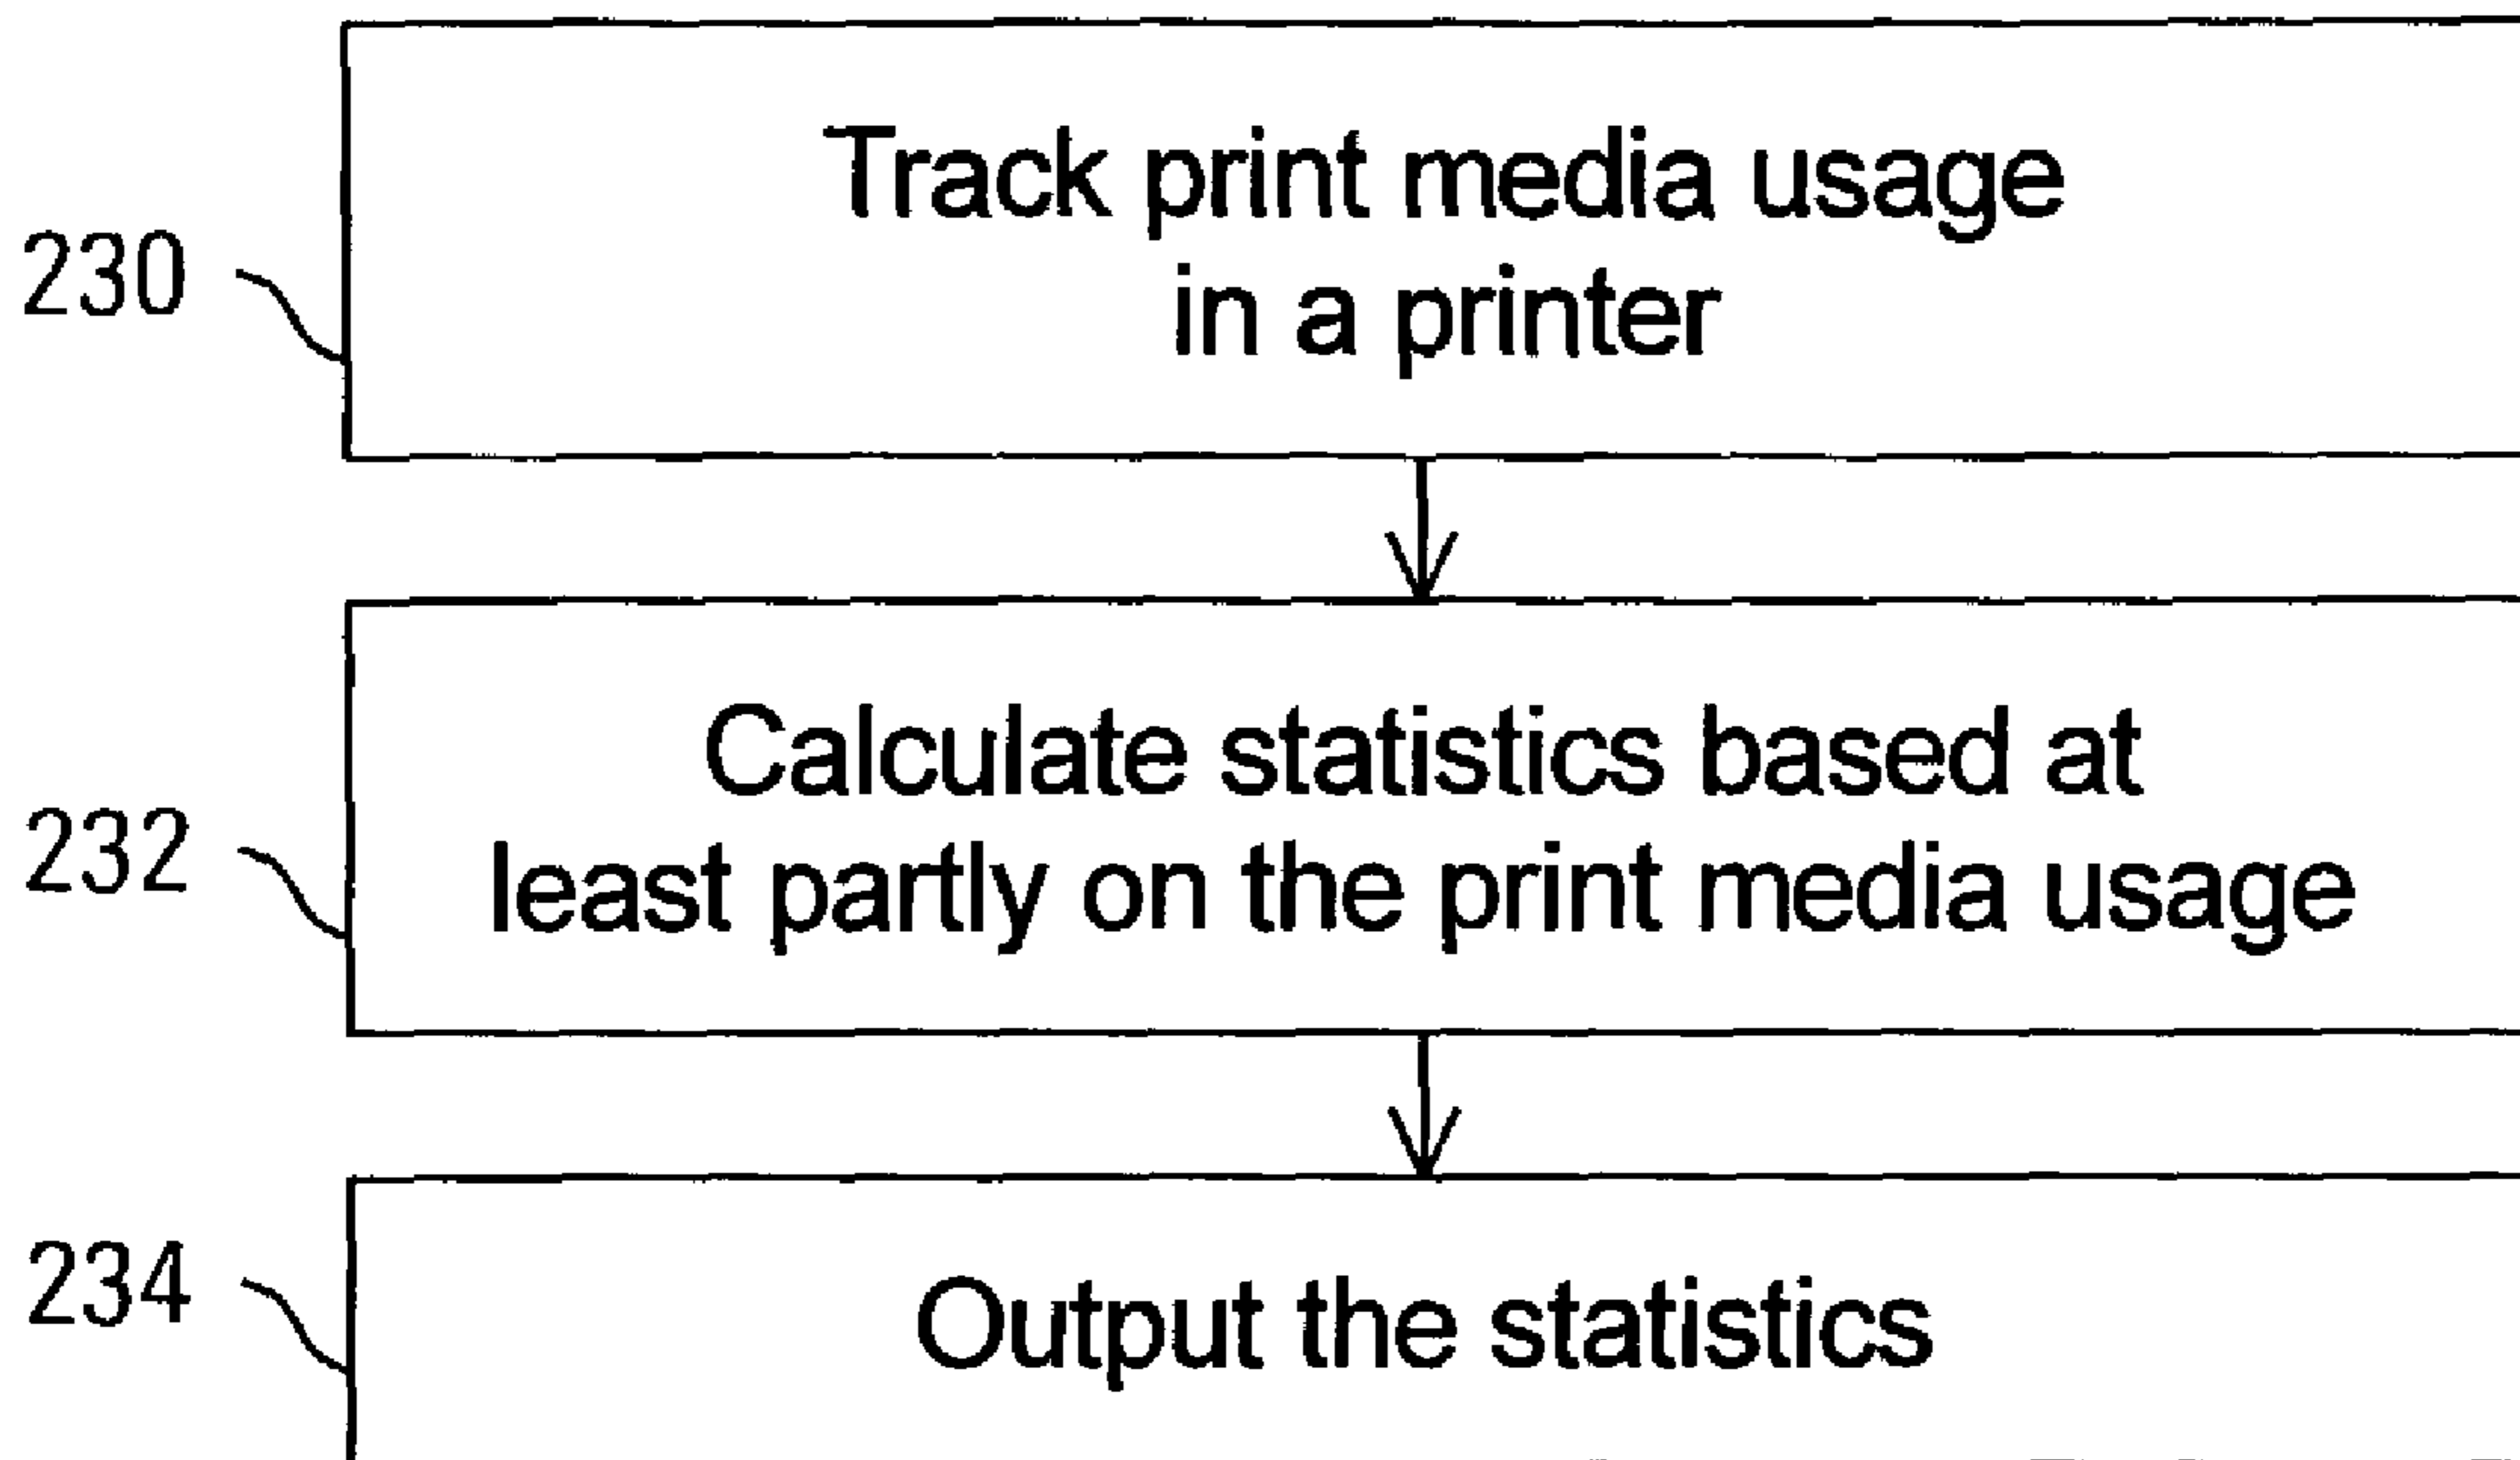 230
Track print media usage
in a printer
232
Calculate statistics based at
least partly on the print media usage
234
Output the statistics